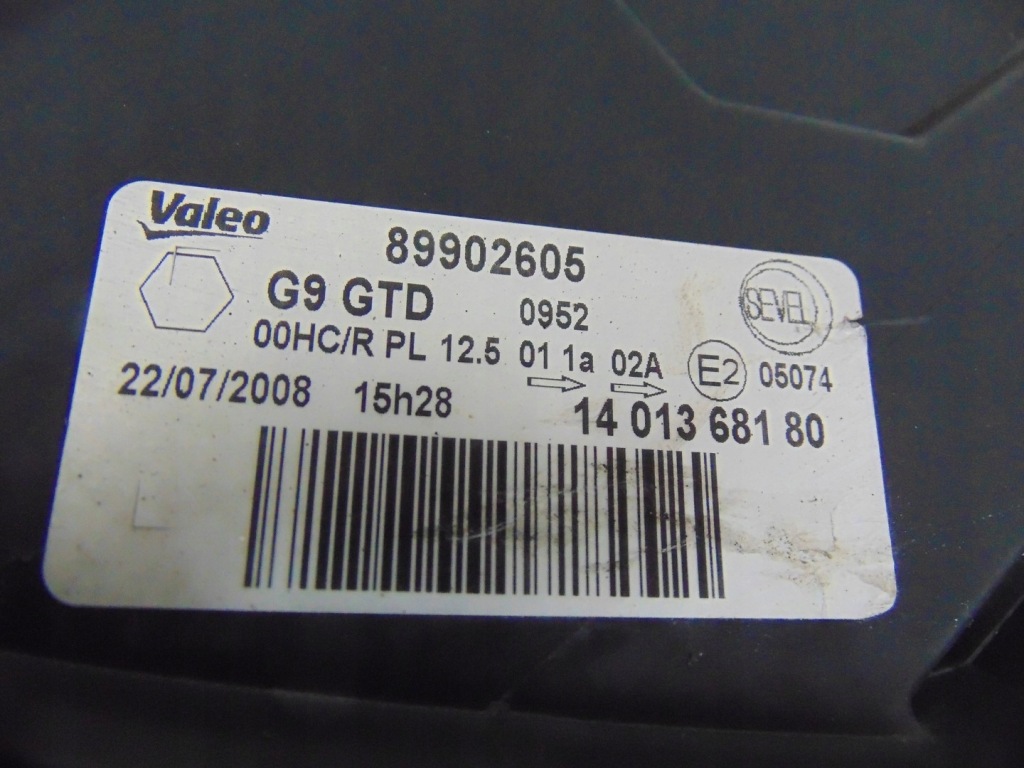 Valeo
89902605
G9 GTD 0952
SEVEL
00HC/R PL 12.5 01 1a 02A E2 05074
22/07/2008 15h28 14 013 681 80